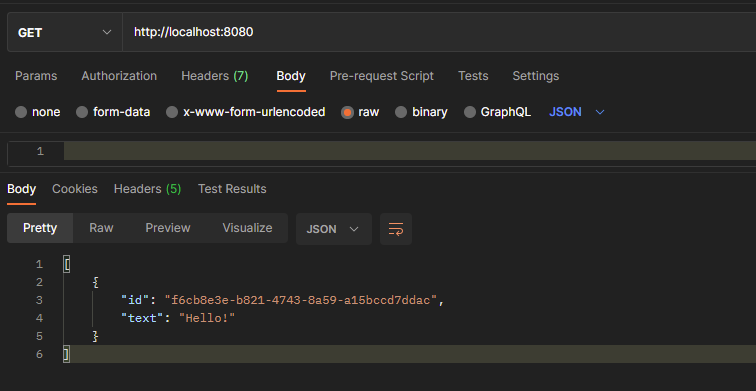 GET http://localhost:8080
Params Authorization Headers (7) Body Pre-request Script Tests Settings
none form-data x-www-form-urlencoded raw binary GraphQL JSON
1
Body Cookies Headers (5) Test Results
Pretty Raw Preview Visualize JSON
1 [
2 {
3 "id": "f6cb8e3e-b821-4743-8a59-a15bccd7ddac",
4 "text": "Hello!"
5 }
6 ]